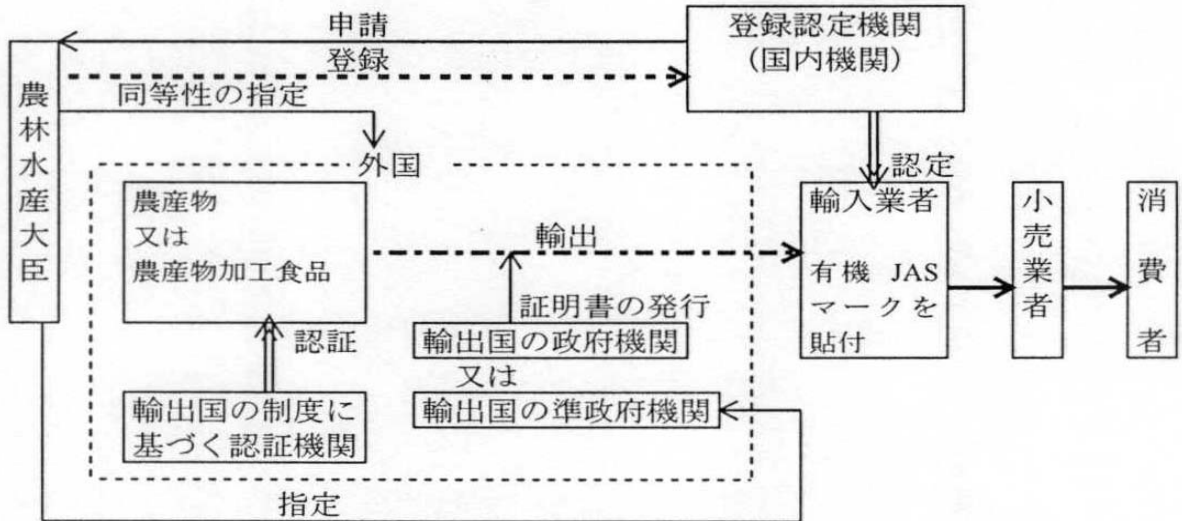 申請
登録
同等性の指定
登録認定機関
(国内機関)
農林水産大臣
外国
認定
農産物
又は
農産物加工食品
輸出
証明書の発行
認証
輸出国の政府機関
又は
輸出国の準政府機関
輸出国の制度に
基づく認証機関
輸入業者
有機 JAS
マークを
貼付
小売業者
消費者
指定